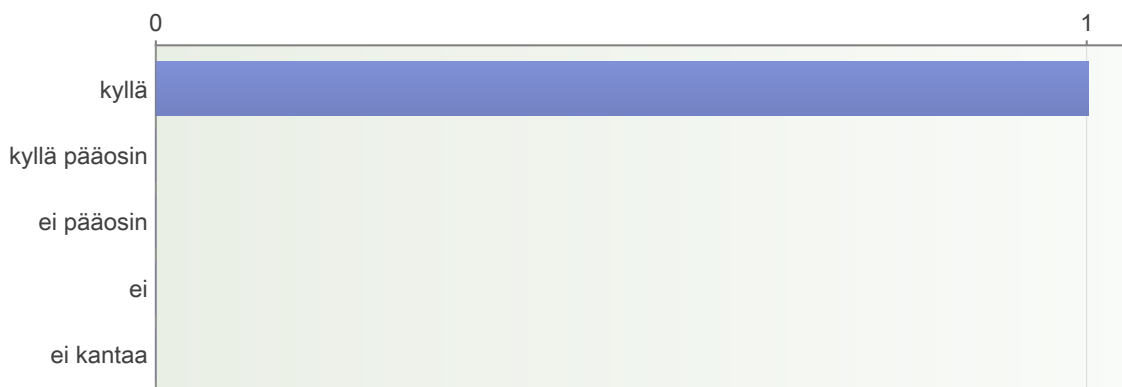 0 1
kyllä
kyllä pääosin
ei pääosin
ei
ei kantaa